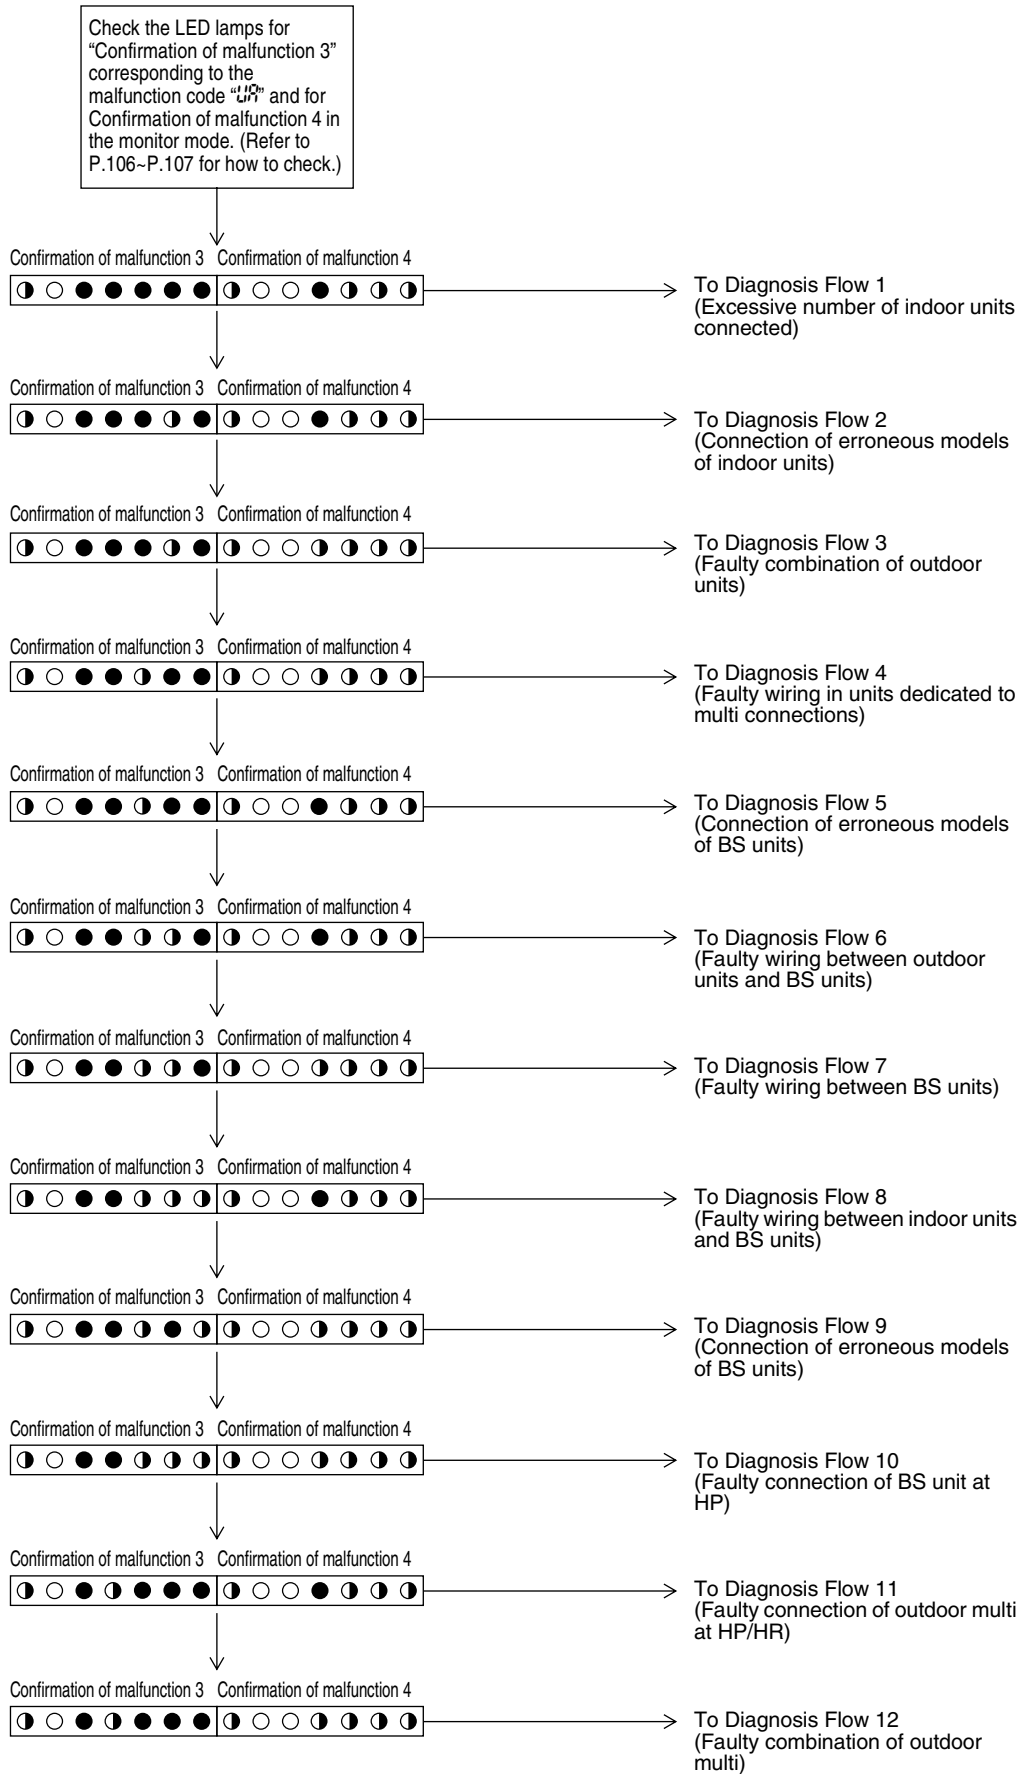 Check the LED lamps for
“Confirmation of malfunction 3”
corresponding to the
malfunction code “UA” and for
Confirmation of malfunction 4 in
the monitor mode. (Refer to
P.106~P.107 for how to check.)
Confirmation of malfunction 3 Confirmation of malfunction 4
To Diagnosis Flow 1
(Excessive number of indoor units
connected)
Confirmation of malfunction 3 Confirmation of malfunction 4
To Diagnosis Flow 2
(Connection of erroneous models
of indoor units)
Confirmation of malfunction 3 Confirmation of malfunction 4
To Diagnosis Flow 3
(Faulty combination of outdoor
units)
Confirmation of malfunction 3 Confirmation of malfunction 4
To Diagnosis Flow 4
(Faulty wiring in units dedicated to
multi connections)
Confirmation of malfunction 3 Confirmation of malfunction 4
To Diagnosis Flow 5
(Connection of erroneous models
of BS units)
Confirmation of malfunction 3 Confirmation of malfunction 4
To Diagnosis Flow 6
(Faulty wiring between outdoor
units and BS units)
Confirmation of malfunction 3 Confirmation of malfunction 4
To Diagnosis Flow 7
(Faulty wiring between BS units)
Confirmation of malfunction 3 Confirmation of malfunction 4
To Diagnosis Flow 8
(Faulty wiring between indoor units
and BS units)
Confirmation of malfunction 3 Confirmation of malfunction 4
To Diagnosis Flow 9
(Connection of erroneous models
of BS units)
Confirmation of malfunction 3 Confirmation of malfunction 4
To Diagnosis Flow 10
(Faulty connection of BS unit at
HP)
Confirmation of malfunction 3 Confirmation of malfunction 4
To Diagnosis Flow 11
(Faulty connection of outdoor multi
at HP/HR)
Confirmation of malfunction 3 Confirmation of malfunction 4
To Diagnosis Flow 12
(Faulty combination of outdoor
multi)